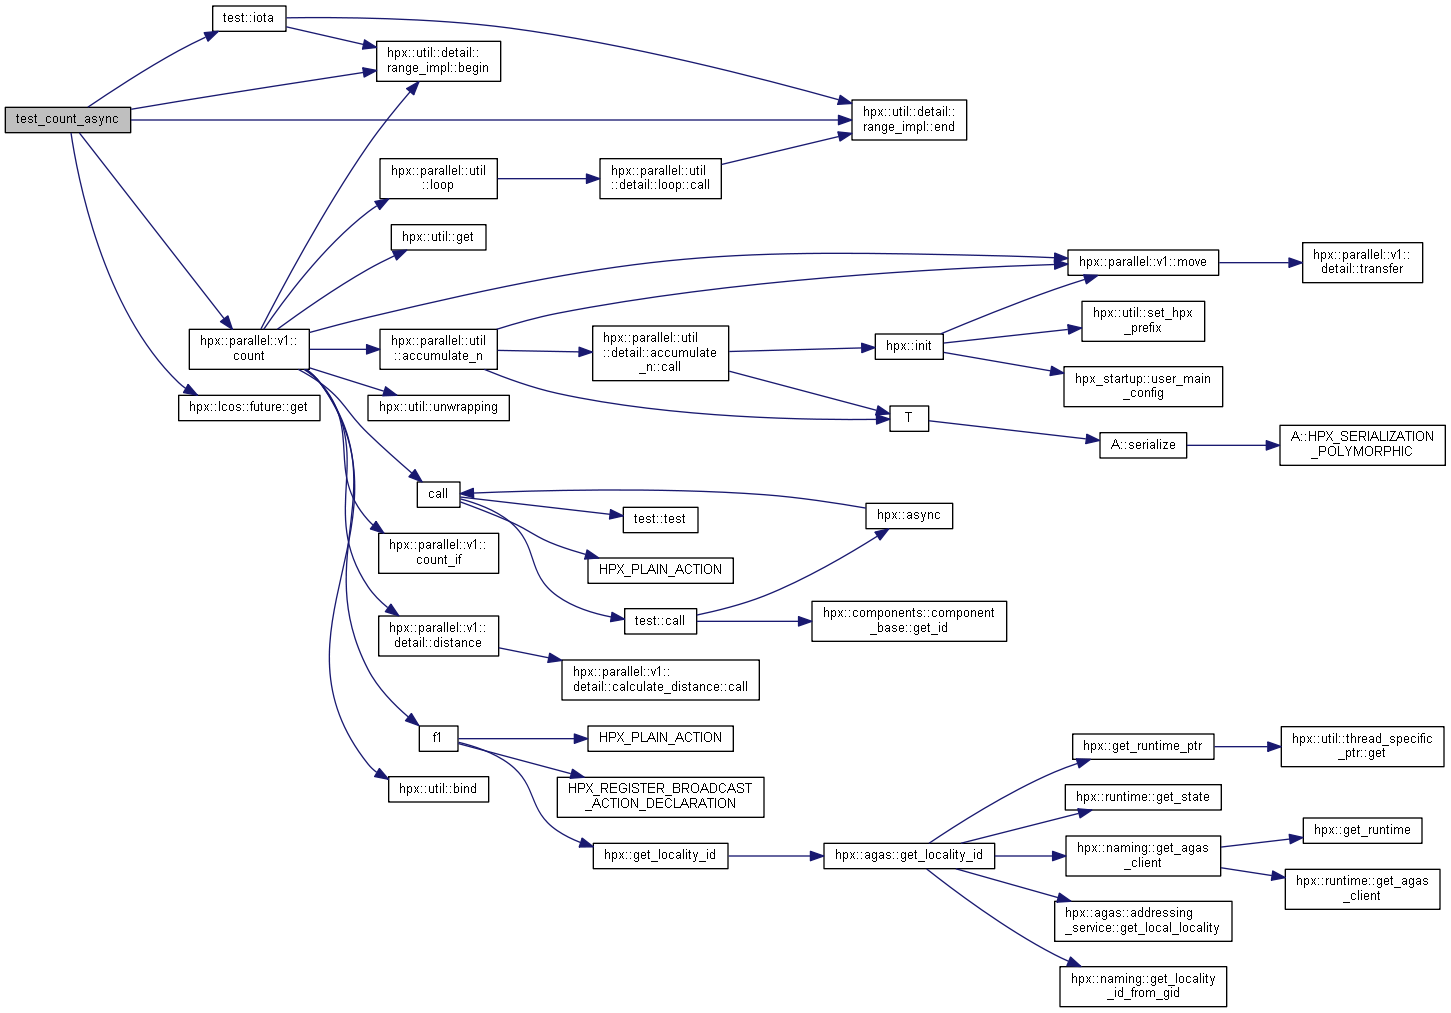 test::iota
hpx::util::detail::
range_impl::begin
test_count_async
hpx::util::detail::
range_impl::end
hpx::parallel::util
::loop
hpx::parallel::util
::detail::loop::call
hpx::util::get
hpx::parallel::v1::move
hpx::parallel::v1::
detail::transfer
hpx::util::set_hpx
_prefix
hpx::parallel::v1::
count
hpx::parallel::util
::accumulate_n
hpx::parallel::util
::detail::accumulate
_n::call
hpx::init
hpx_startup::user_main
_config
hpx::lcos::future::get
hpx::util::unwrapping
T
A::serialize
A::HPX_SERIALIZATION
_POLYMORPHIC
call
test::test
hpx::async
hpx::parallel::v1::
count_if
HPX_PLAIN_ACTION
test::call
hpx::components::component
_base::get_id
hpx::parallel::v1::
detail::distance
hpx::parallel::v1::
detail::calculate_distance::call
f1
HPX_PLAIN_ACTION
hpx::get_runtime_ptr
hpx::util::thread_specific
_ptr::get
hpx::util::bind
HPX_REGISTER_BROADCAST
_ACTION_DECLARATION
hpx::runtime::get_state
hpx::get_runtime
hpx::get_locality_id
hpx::agas::get_locality_id
hpx::naming::get_agas
_client
hpx::runtime::get_agas
_client
hpx::agas::addressing
_service::get_local_locality
hpx::naming::get_locality
_id_from_gid